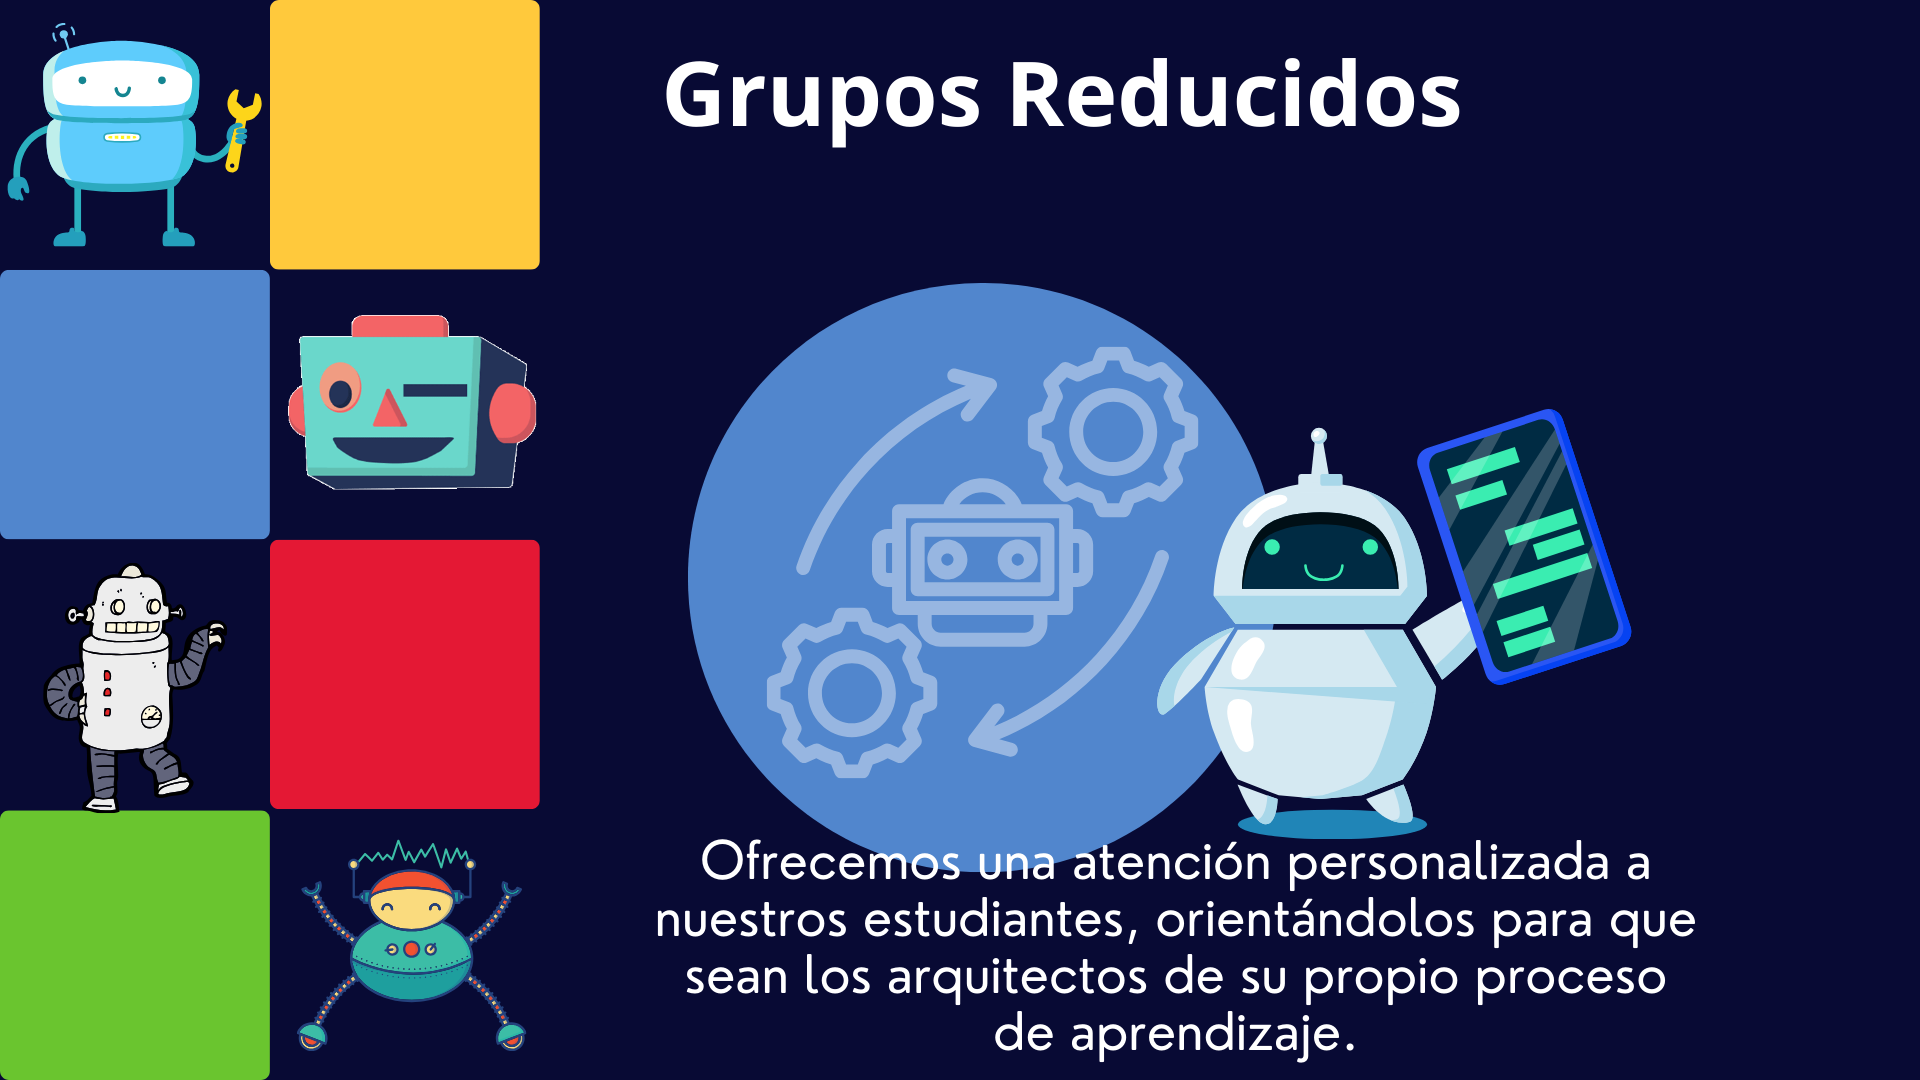 Grupos Reducidos
Ofrecemos una atención personalizada a
nuestros estudiantes, orientándolos para que
sean los arquitectos de su propio proceso
de aprendizaje.